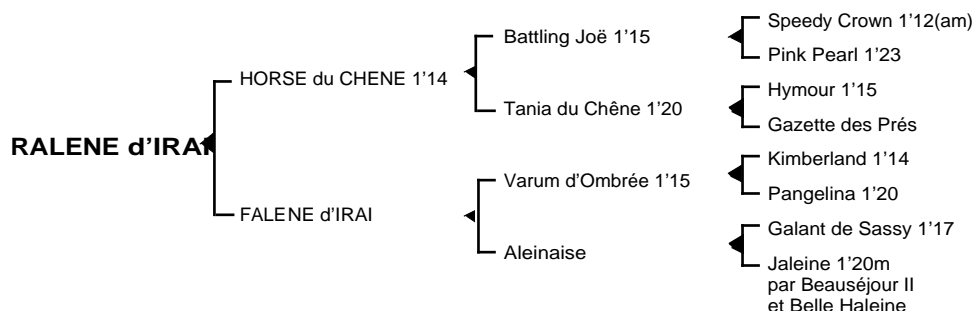 Speedy Crown 1’12(am)
Battling Joë 1’15
Pink Pearl 1’23
HORSE du CHENE 1’14
Hymour 1’15
Tania du Chêne 1’20
Gazette des Prés
RALENE d’IRAI
Kimberland 1’14
Varum d’Ombrée 1’15
Pangelina 1’20
FALENE d’IRAI
Galant de Sassy 1’17
Aleinaise
Jaleine 1’20m
par Beauséjour II
et Belle Haleine